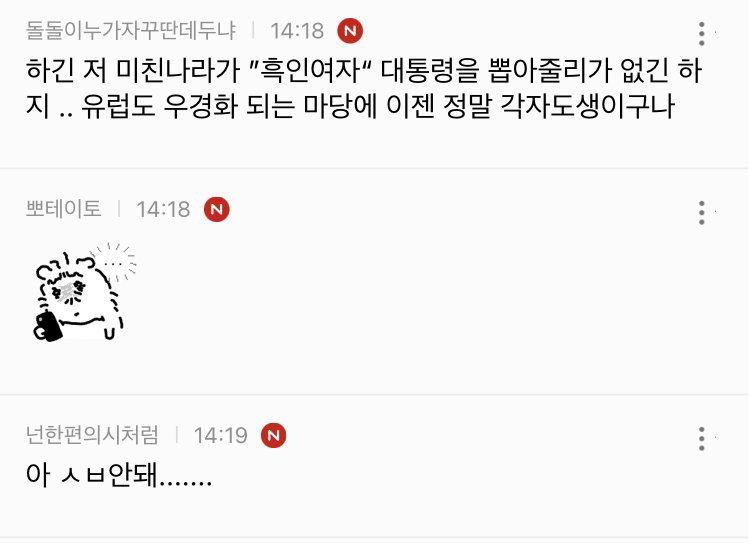 돌돌이누가자꾸딴데두냐 | 14:18 N
하긴 저 미친나라가 ”흑인여자“ 대통령을 뽑아줄리가 없긴 하
지 .. 유럽도 우경화 되는 마당에 이젠 정말 각자도생이구나
뽀테이토 | 14:18 N
...
넌한편의시처럼 | 14:19 N
아 ㅅㅂ안돼.......